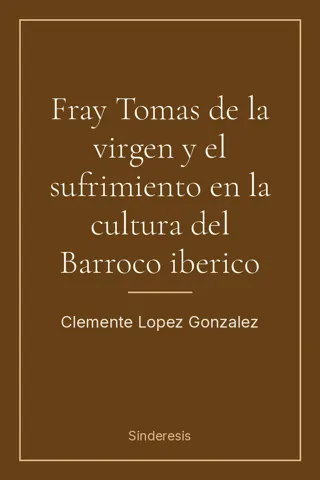 Fray Tomas de la
virgen y el
sufrimiento en la
cultura del
Barroco iberico
Clemente Lopez Gonzalez
Sinderesis